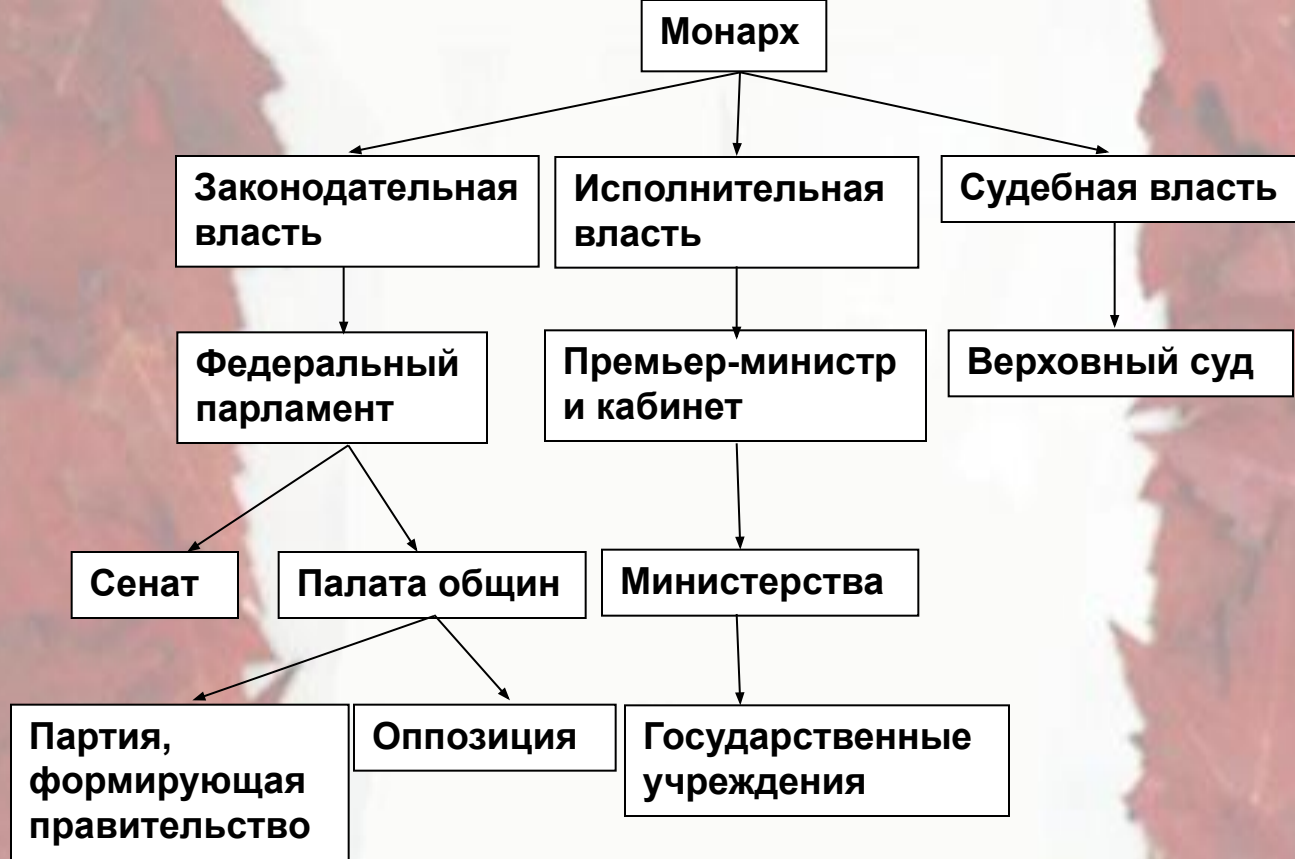 Монарх
Законодательная
власть
Исполнительная
власть
Судебная власть
Федеральный
парламент
Премьер-министр
и кабинет
Верховный суд
Сенат
Палата общин
Министерства
Партия,
формирующая
правительство
Оппозиция
Государственные
учреждения